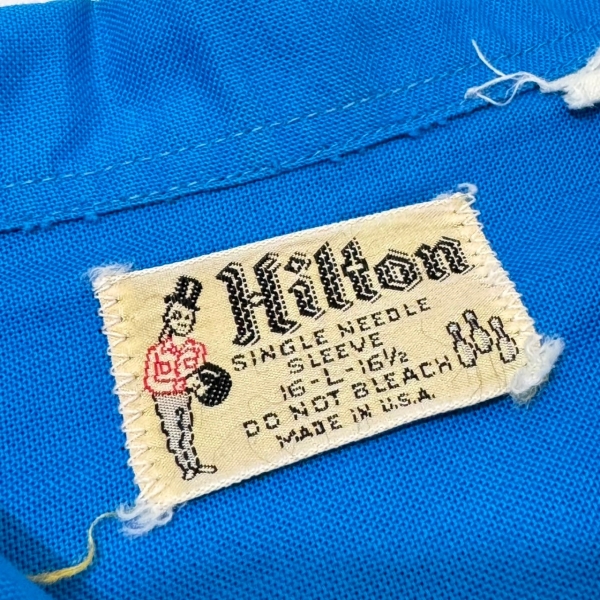 Hilton
SINGLE NEEDLE
SLEEVE
16-L-16½
DO NOT BLEACH
MADE IN U.S.A.